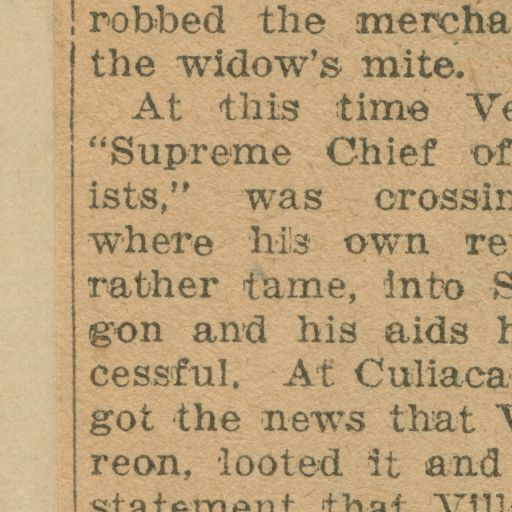 robbed the mercha
the widow's mite.
At this time Ve
"Supreme Chief of
ists," was crossin
where his own re
rather tame, into S
gon and his aids h
cessful. At Culiaca
got the news that V
reon, looted it and
statement that Vill